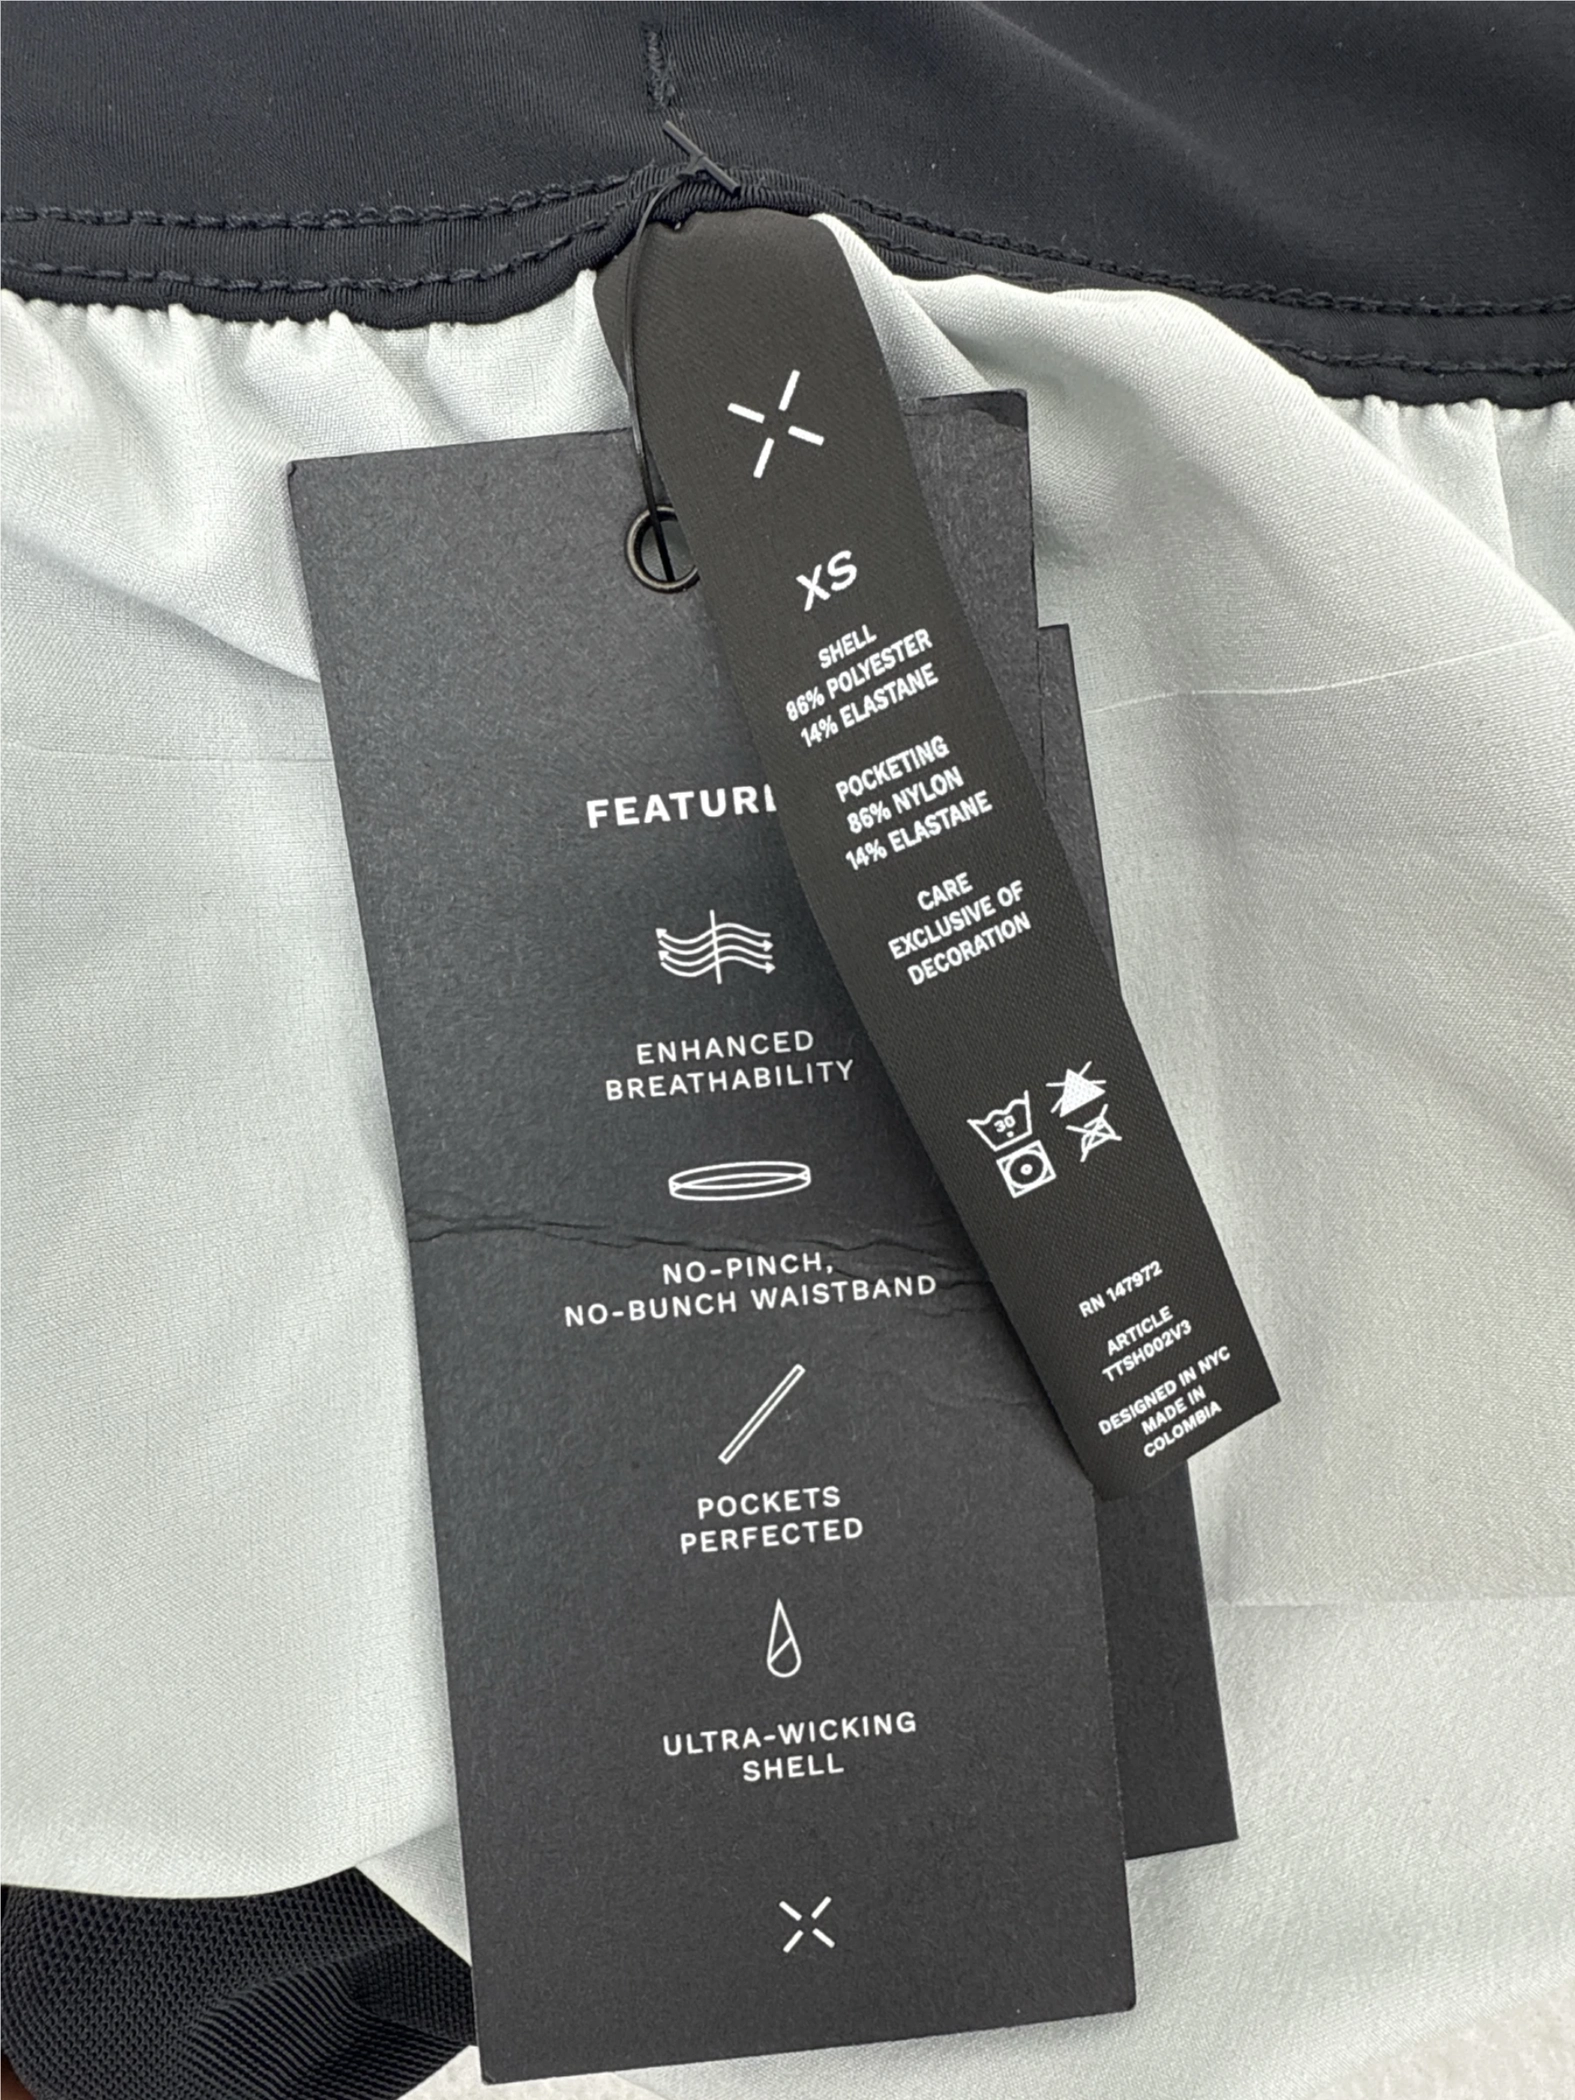 XS
SHELL
86% POLYESTER
14% ELASTANE
POCKETING
86% NYLON
14% ELASTANE
CARE
EXCLUSIVE OF
DECORATION
30
RN 147972
ARTICLE
TTSH002V3
DESIGNED IN NYC
MADE IN
COLOMBIA
ENHANCED
BREATHABILITY
NO-PINCH,
NO-BUNCH WAISTBAND
POCKETS
PERFECTED
ULTRA-WICKING
SHELL